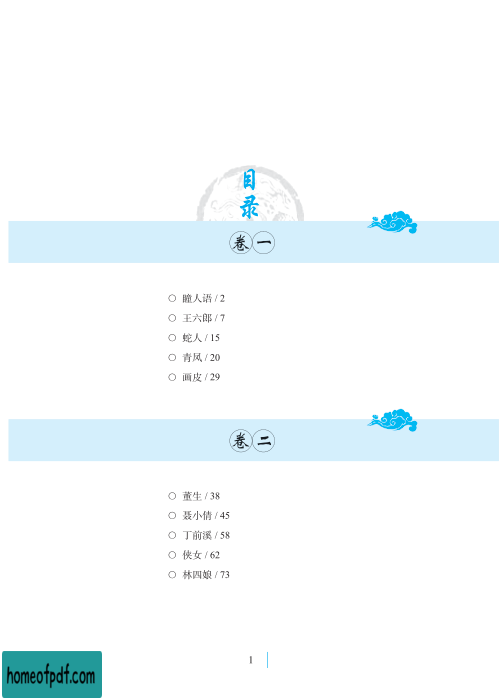 目
录
卷一
○ 瞳人语 / 2
○ 王六郎 / 7
○ 蛇人 / 15
○ 青凤 / 20
○ 画皮 / 29
卷二
○ 董生 / 38
○ 聂小倩 / 45
○ 丁前溪 / 58
○ 侠女 / 62
○ 林四娘 / 73
1
homeofpdf.com